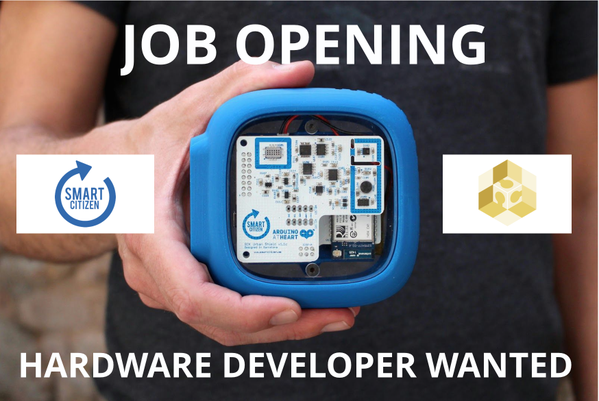 JOB OPENING
SMART
CITIZEN
SMART
CITIZEN
ARDUINO
AT HEART
HARDWARE DEVELOPER WANTED